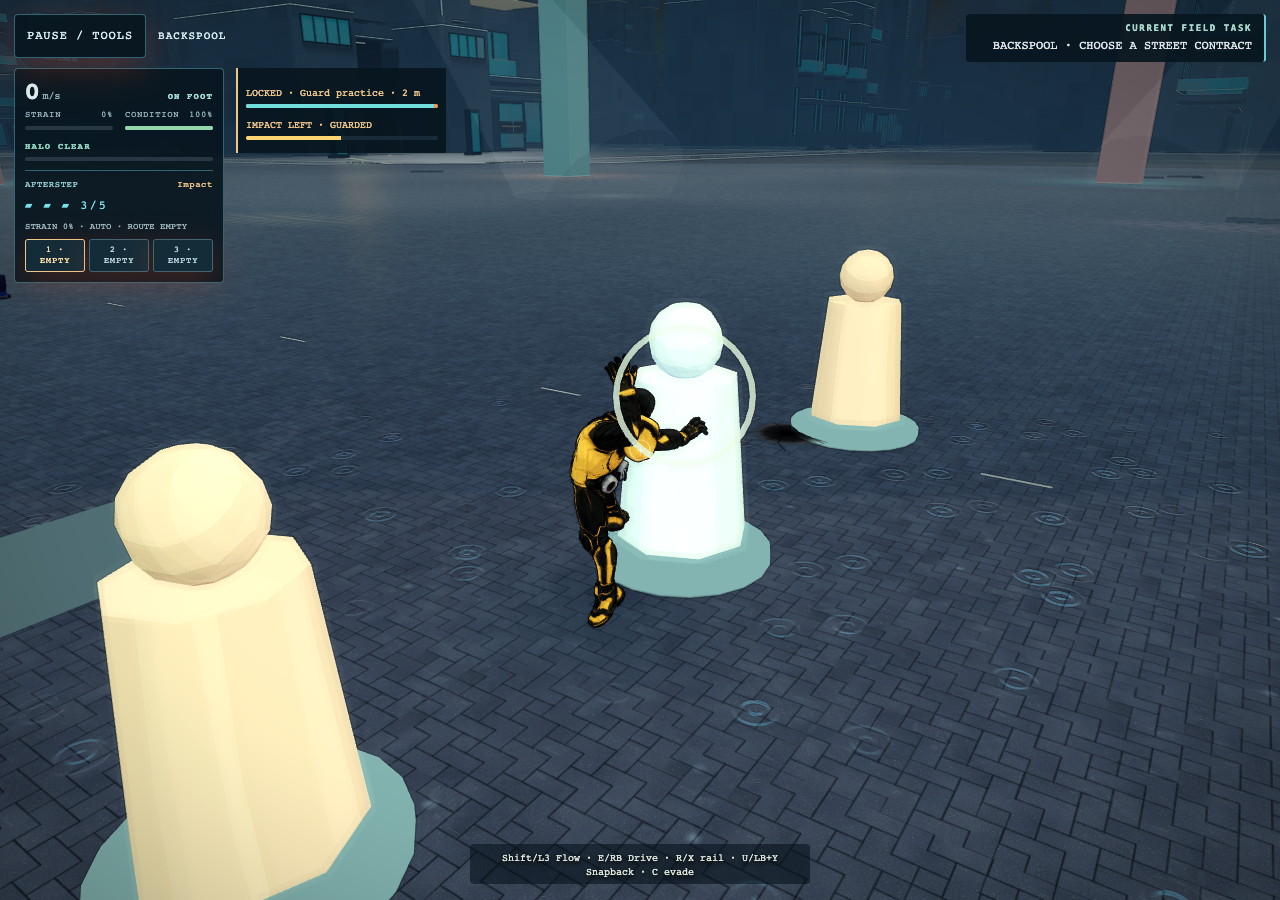 PAUSE / TOOLS
BACKSPOOL
CURRENT FIELD TASK
BACKSPOOL · CHOOSE A STREET CONTRACT
0 m/s
ON FOOT
STRAIN 0%
CONDITION 100%
HALO CLEAR
AFTERSTEP
Impact
3/5
STRAIN 0% · AUTO · ROUTE EMPTY
1 · EMPTY
2 · EMPTY
3 · EMPTY
LOCKED · Guard practice · 2 m
IMPACT LEFT · GUARDED
Shift/L3 Flow · E/RB Drive · R/X rail · U/LB+Y
Snapback · C evade